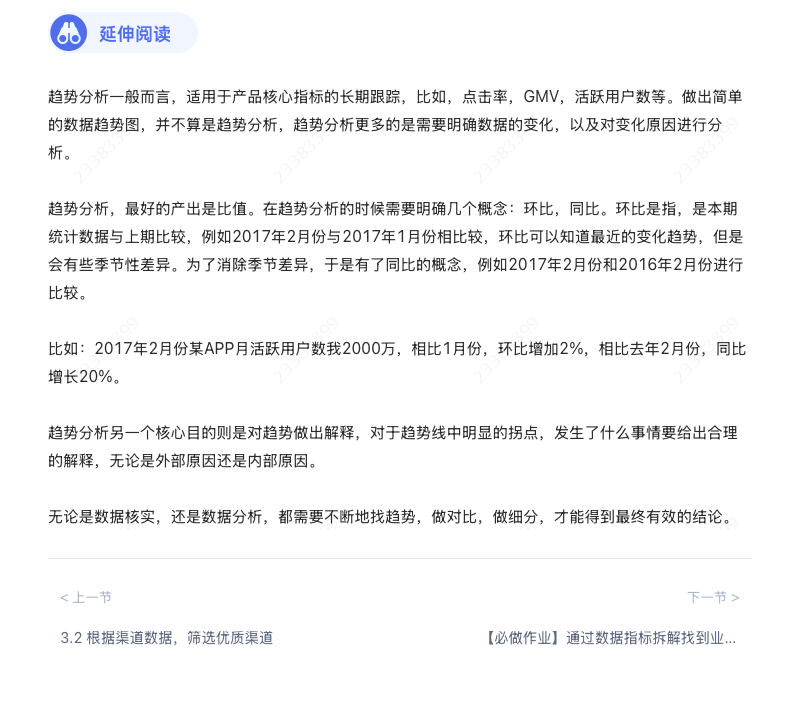 延伸阅读
趋势分析一般而言，适用于产品核心指标的长期跟踪，比如，点击率，GMV，活跃用户数等。做出简单
的数据趋势图，并不算是趋势分析，趋势分析更多的是需要明确数据的变化，以及对变化原因进行分
析。
趋势分析，最好的产出是比值。在趋势分析的时候需要明确几个概念：环比，同比。环比是指，是本期
统计数据与上期比较，例如2017年2月份与2017年1月份相比较，环比可以知道最近的变化趋势，但是
会有些季节性差异。为了消除季节差异，于是有了同比的概念，例如2017年2月份和2016年2月份进行
比较。
比如：2017年2月份某APP月活跃用户数我2000万，相比1月份，环比增加2%，相比去年2月份，同比
增长20%。
趋势分析另一个核心目的则是对趋势做出解释，对于趋势线中明显的拐点，发生了什么事情要给出合理
的解释，无论是外部原因还是内部原因。
无论是数据核实，还是数据分析，都需要不断地找趋势，做对比，做细分，才能得到最终有效的结论。
< 上一节
下一节 >
3.2 根据渠道数据，筛选优质渠道
【必做作业】通过数据指标拆解找到业...